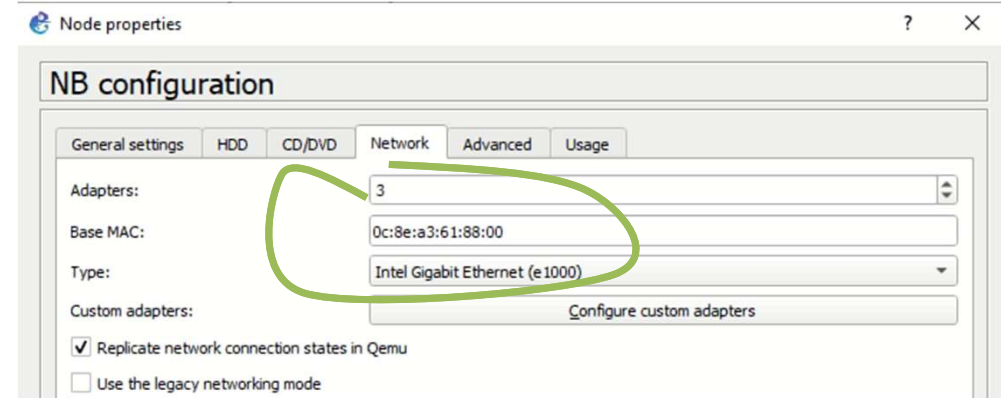 Node properties ? ×
NB configuration
General settings HDD CD/DVD Network Advanced Usage
Adapters: 3
Base MAC: 0c:8e:a3:61:88:00
Type: Intel Gigabit Ethernet (e1000)
Custom adapters: Configure custom adapters
Replicate network connection states in Qemu
Use the legacy networking mode